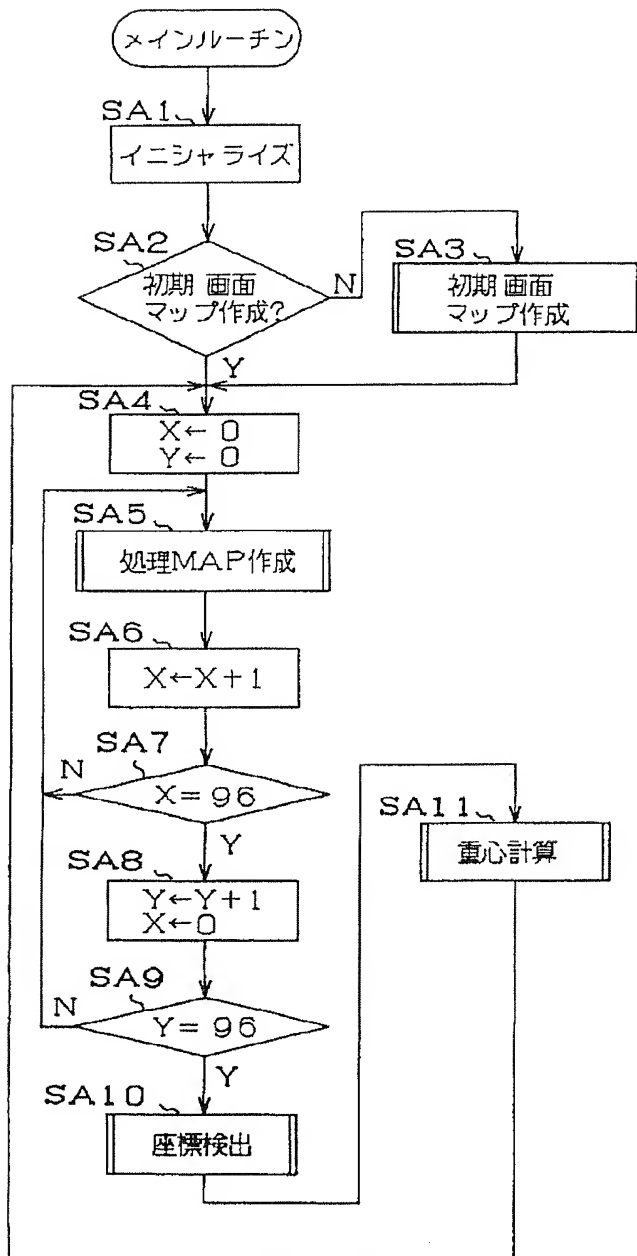 メインルーチン
SA1
イニシャライズ
SA2
初期画面
マップ作成?
N
Y
SA3
初期画面
マップ作成
SA4
X←0
Y←0
SA5
処理MAP作成
SA6
X←X+1
SA7
N
X=96
Y
SA8
Y←Y+1
X←0
SA9
N
Y=96
Y
SA10
座標検出
SA11
重心計算